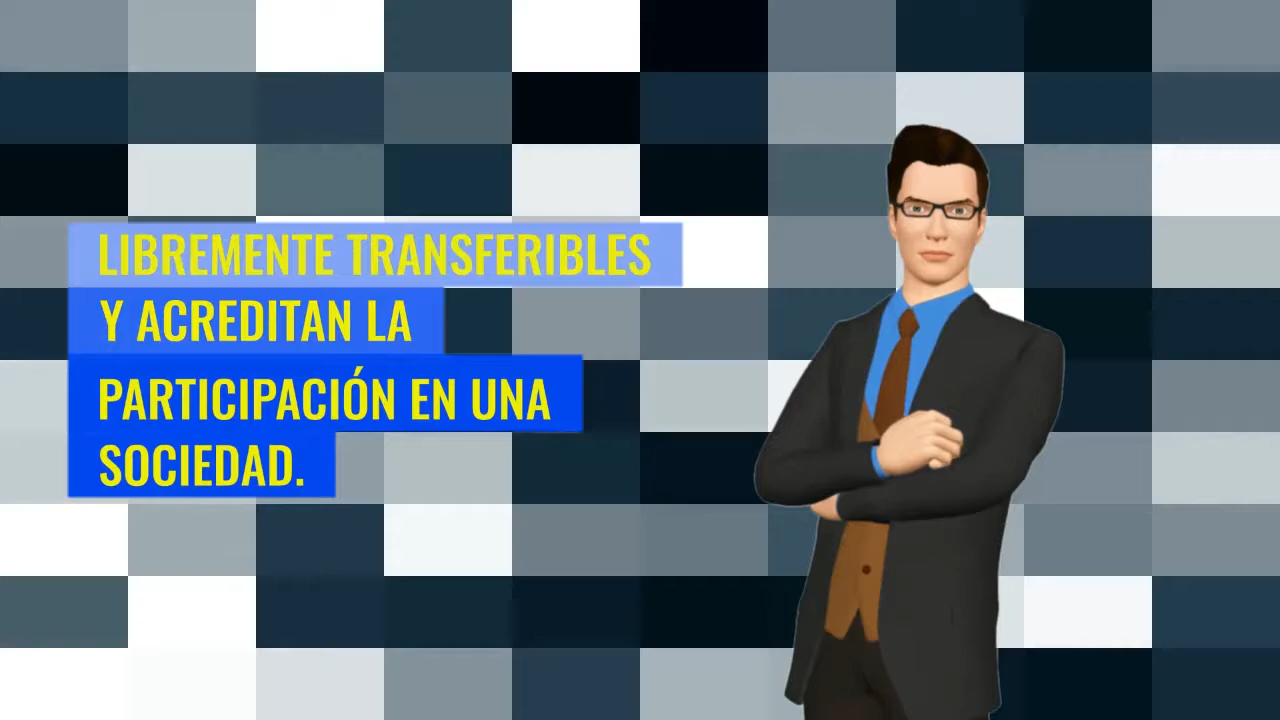 LIBREMENTE TRANSFERIBLES
Y ACREDITAN LA
PARTICIPACIÓN EN UNA
SOCIEDAD.